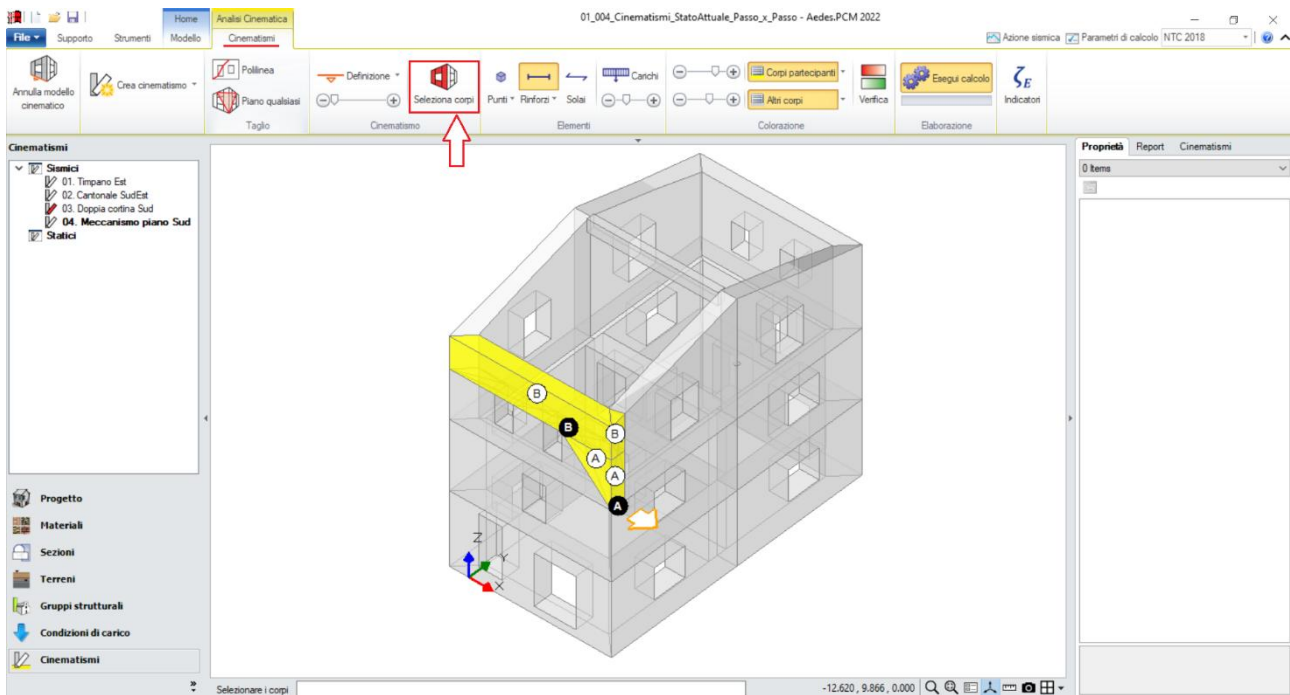 01_004_Cinematismi_StatoAttuale_Passo_x_Passo - Aedes.PCM 2022
Home
Analisi Cinematica
File
Supporto
Strumenti
Modello
Cinematismi
Azione sismica
Parametri di calcolo
NTC 2018
Annulla modello
cinematico
Crea cinematismo
Polilinea
Piano qualsiasi
Taglio
Definizione
Seleziona corpi
Cinematismo
Punti
Rinforzi
Solai
Carichi
Elementi
Corpi partecipanti
Altri corpi
Colorazione
Verifica
Esegui calcolo
Elaborazione
ζE
Indicatori
Cinematismi
Sismici
01. Timpano Est
02. Cantonale SudEst
03. Doppia cortina Sud
04. Meccanismo piano Sud
Statici
Progetto
Materiali
Sezioni
Terreni
Gruppi strutturali
Condizioni di carico
Cinematismi
B
B
B
A
A
A
Z
Y
X
Proprietà
Report
Cinematismi
0 Items
Selezionare i corpi
-12.620 , 9.866 , 0.000